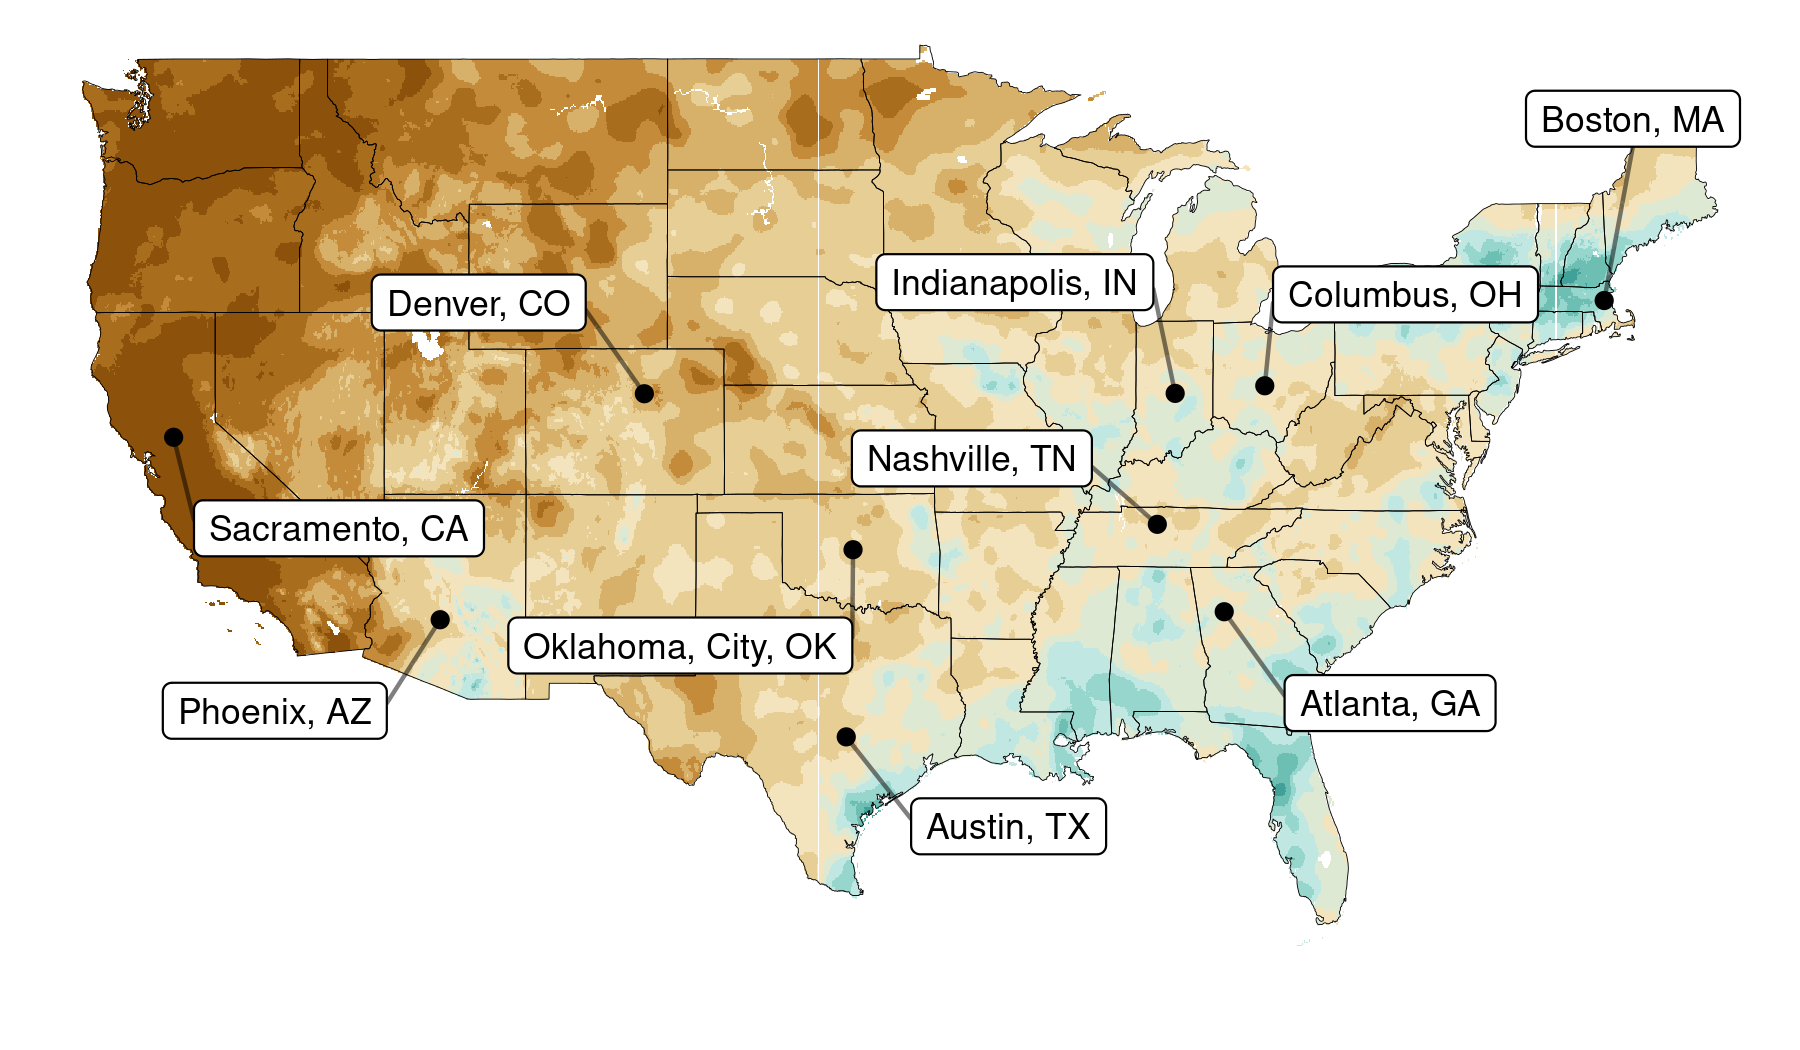 Boston, MA
Indianapolis, IN
Columbus, OH
Denver, CO
Nashville, TN
Sacramento, CA
Oklahoma, City, OK
Phoenix, AZ
Atlanta, GA
Austin, TX